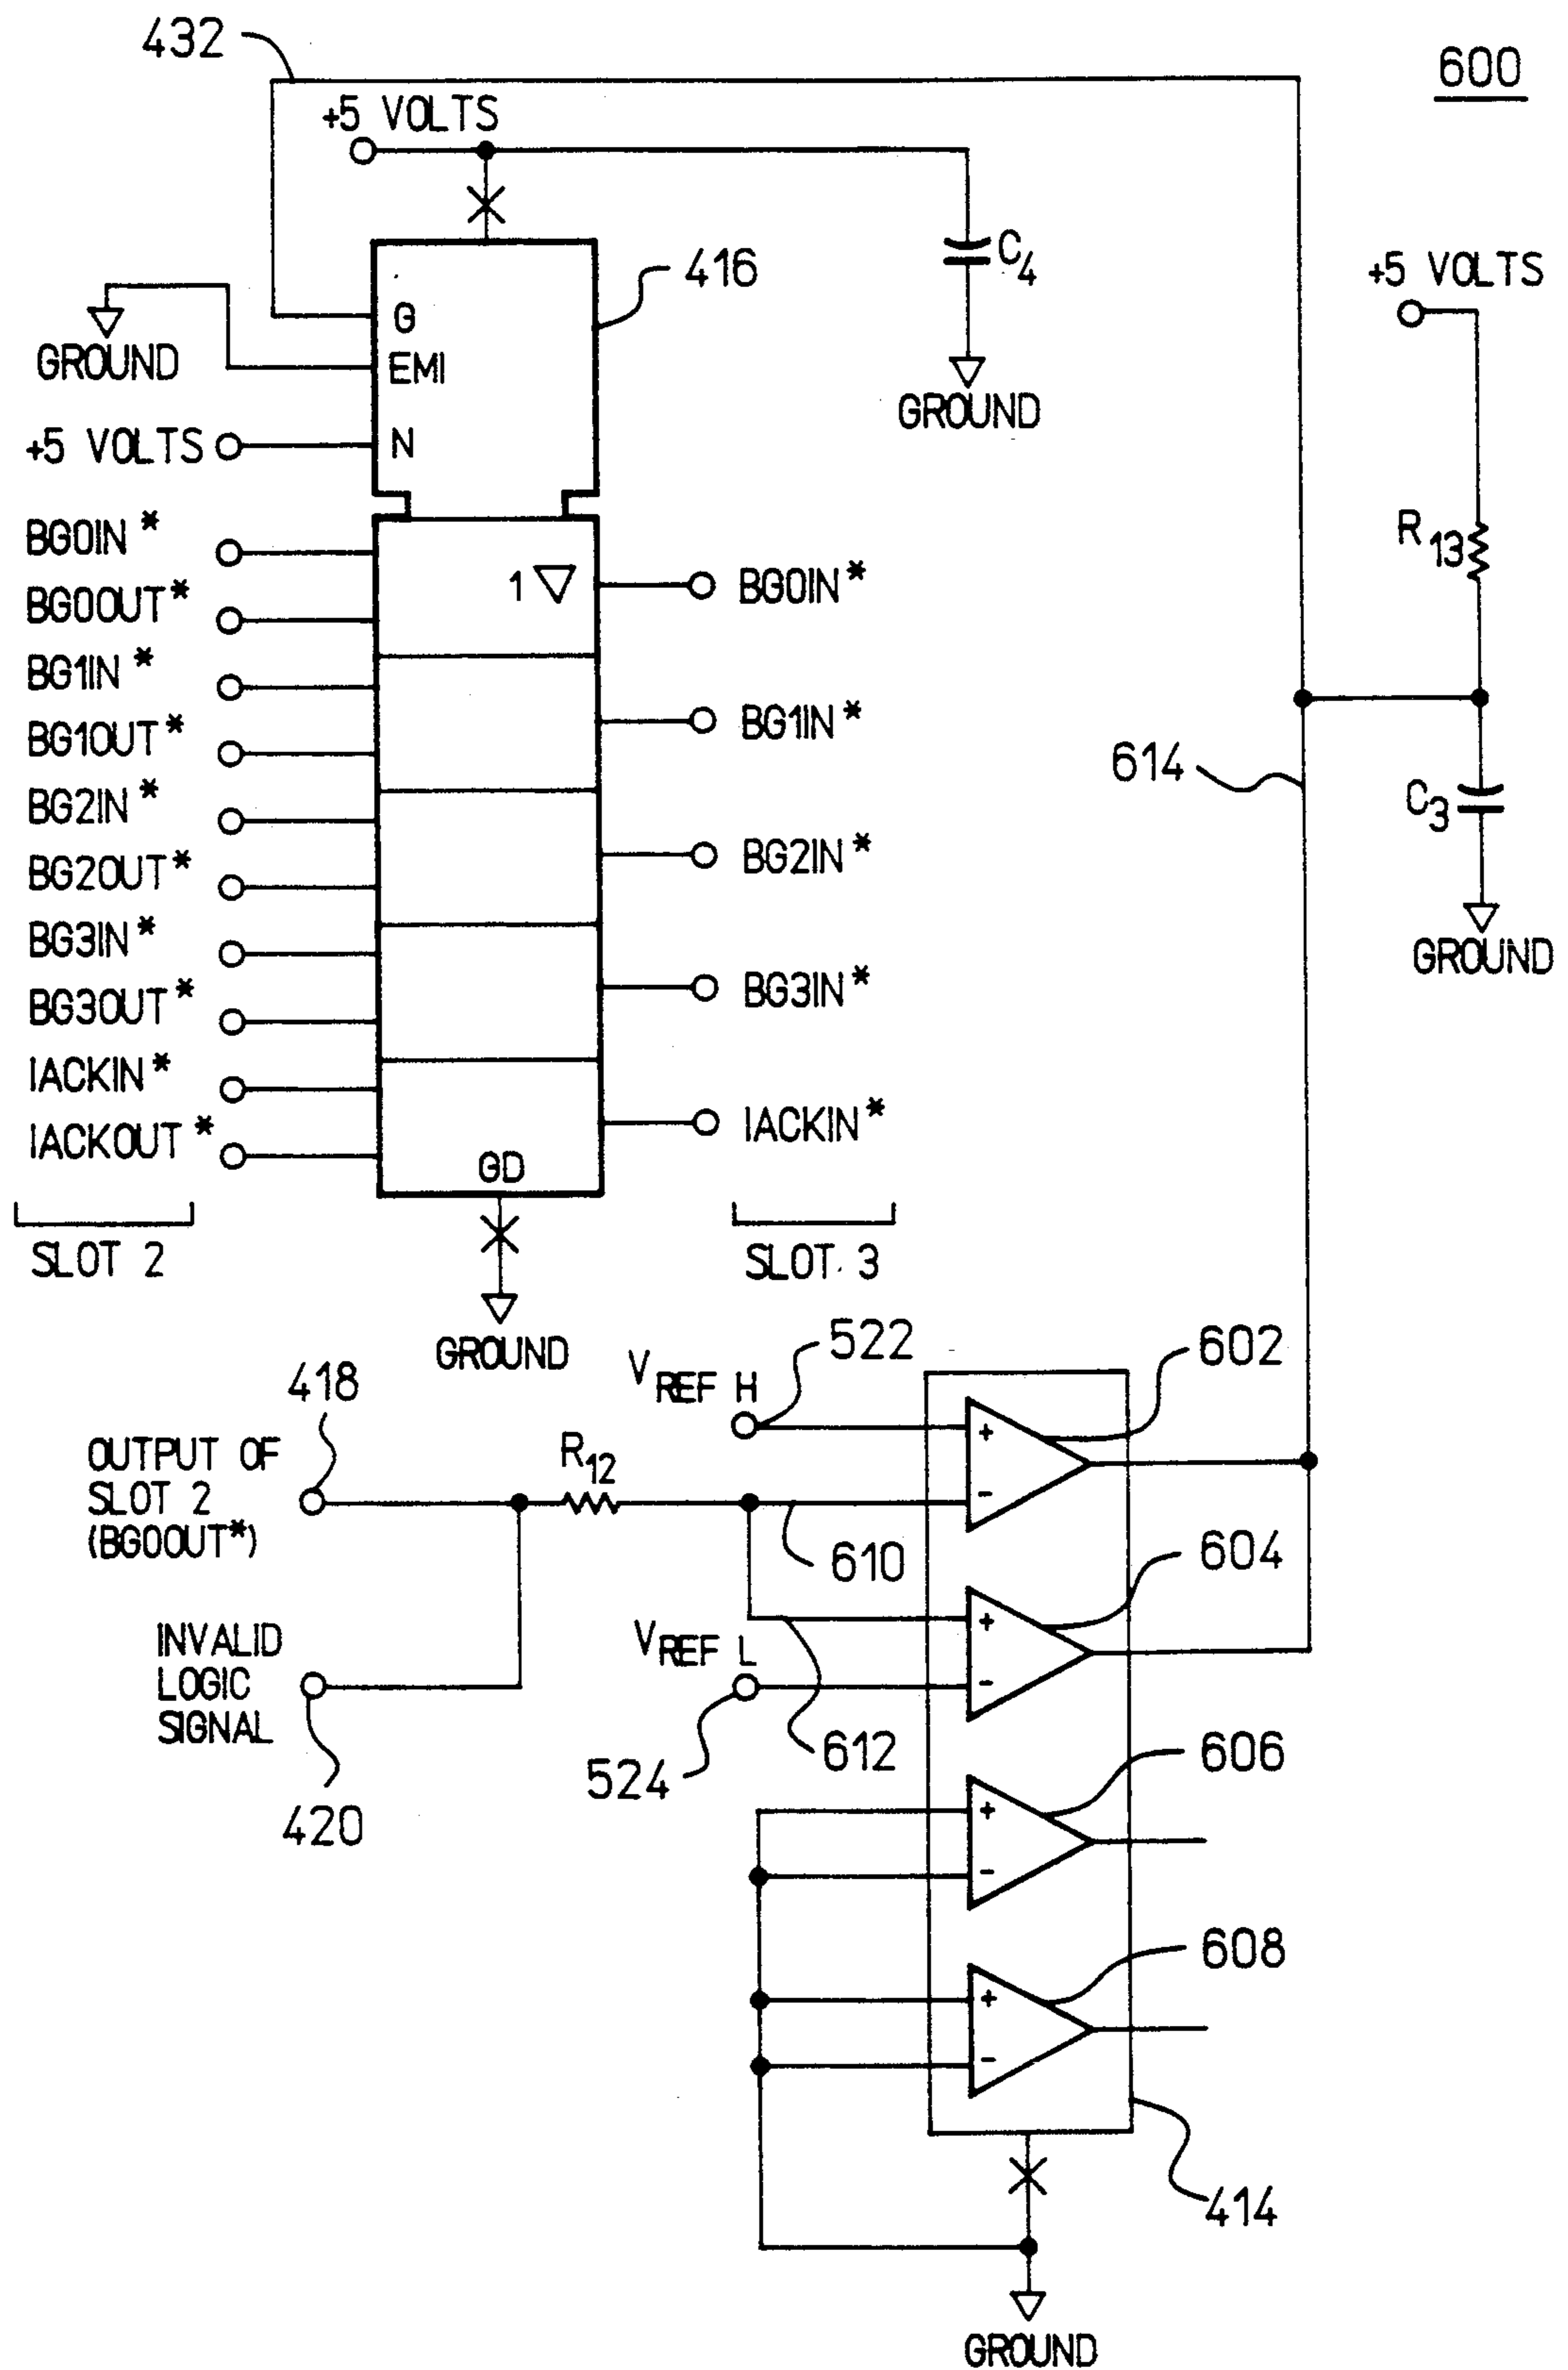 432
600
+5 VOLTS
C4
416
+5 VOLTS
G
GROUND
EMI
GROUND
+5 VOLTS
N
BG0IN*
R13
1
BG0IN*
BG0OUT*
BG1IN*
BG1IN*
BG1OUT*
614
BG2IN*
C3
BG2IN*
BG2OUT*
BG3IN*
GROUND
BG3IN*
BG3OUT*
IACKIN*
IACKIN*
IACKOUT*
GD
SLOT 2
SLOT 3
GROUND
522
602
VREF H
418
OUTPUT OF
SLOT 2
(BG0OUT*)
R12
+
-
610
604
INVALID
LOGIC
SIGNAL
VREF L
+
-
612
606
524
420
+
-
608
+
-
414
GROUND